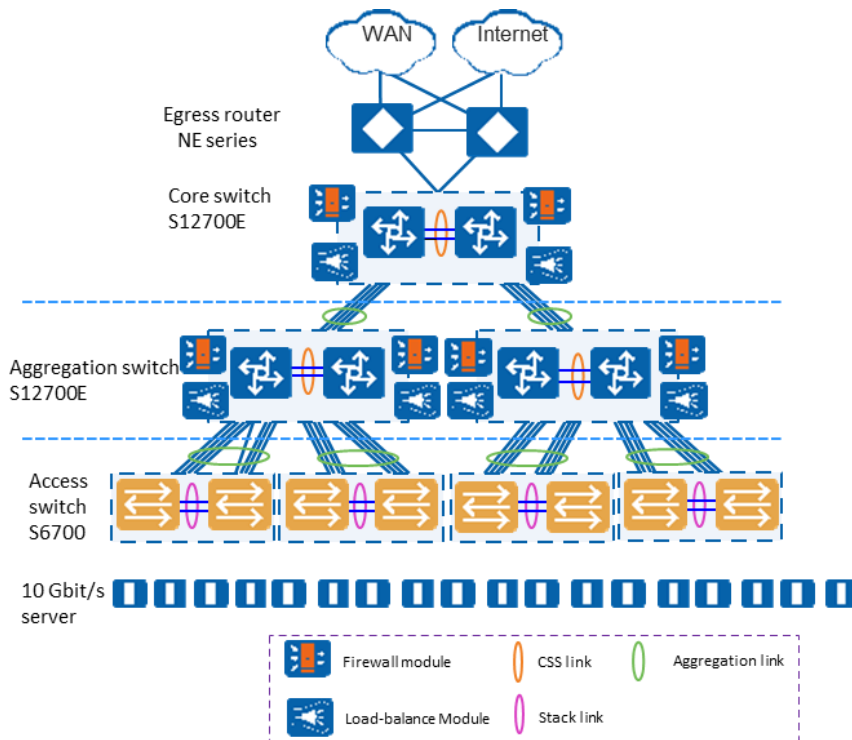 WAN
Internet
Egress router
NE series
Core switch
S12700E
Aggregation switch
S12700E
Access
switch
S6700
10 Gbit/s
server
Firewall module
CSS link
Aggregation link
Load-balance Module
Stack link